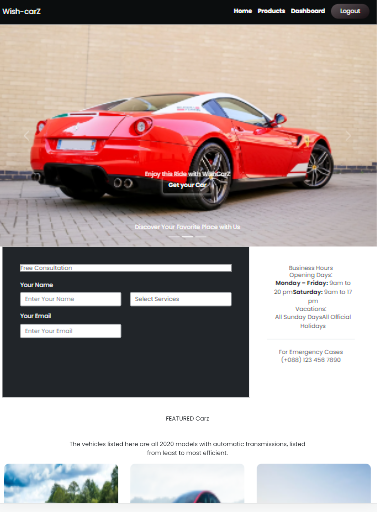 Wish-carZ
Home Products Dashboard Logout
Enjoy this Ride with WishCarZ
Get your Car
Discover Your Favorite Place with Us
Free Consultation
Your Name
Enter Your Name
Select Services
Your Email
Enter Your Email
Business Hours
Opening Days:
Monday – Friday: 9am to
20 pmSaturday: 9am to 17
pm
Vacations:
All Sunday DaysAll Official
Holidays
For Emergency Cases
(+088) 123 456 7890
FEATURED Carz
The vehicles listed here are all 2020 models with automatic transmissions, listed
from least to most efficient.